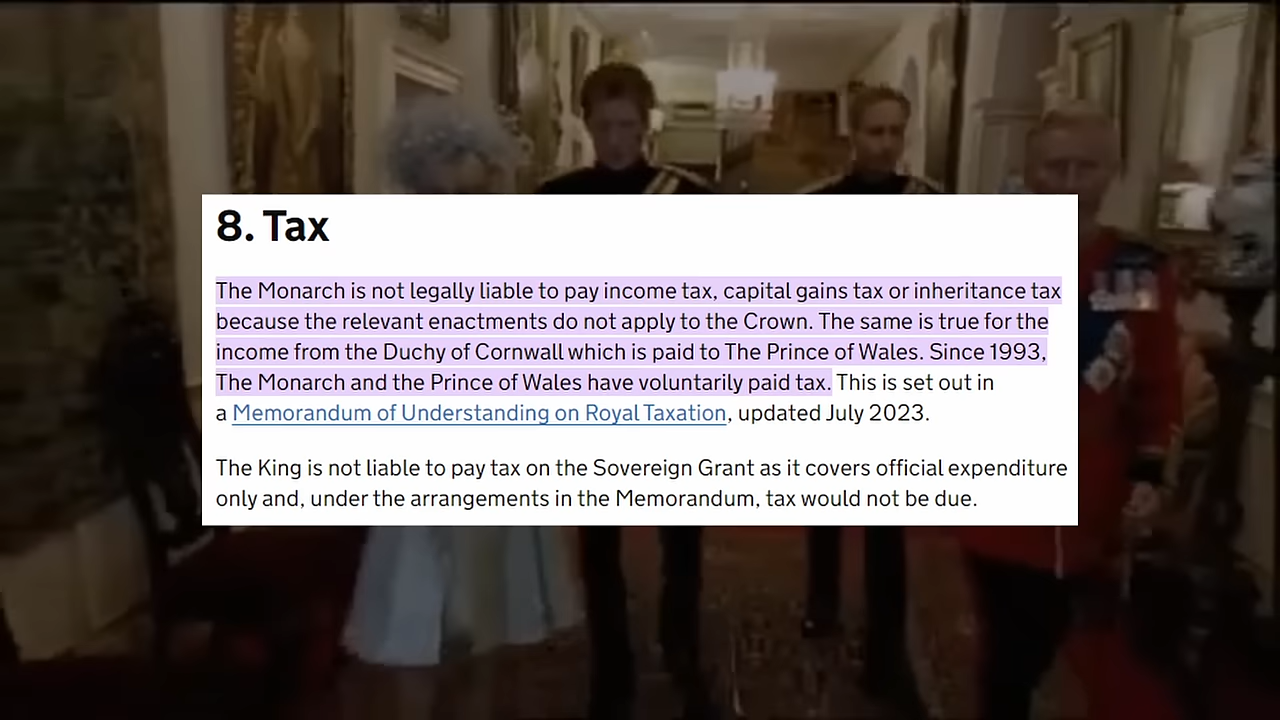 8. Tax
The Monarch is not legally liable to pay income tax, capital gains tax or inheritance tax
because the relevant enactments do not apply to the Crown. The same is true for the
income from the Duchy of Cornwall which is paid to The Prince of Wales. Since 1993,
The Monarch and the Prince of Wales have voluntarily paid tax. This is set out in
a Memorandum of Understanding on Royal Taxation, updated July 2023.
The King is not liable to pay tax on the Sovereign Grant as it covers official expenditure
only and, under the arrangements in the Memorandum, tax would not be due.